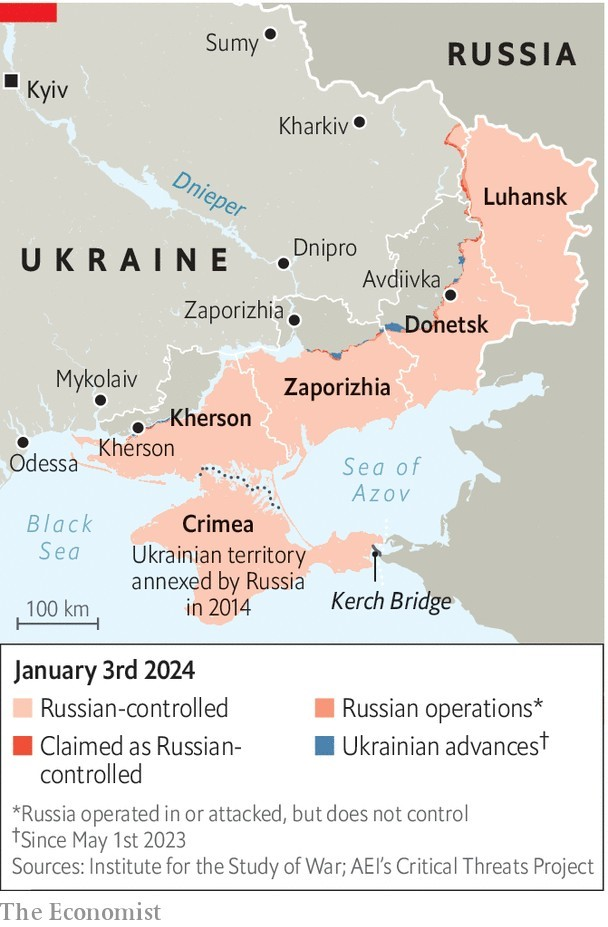 Sumy
RUSSIA
Kyiv
Kharkiv
Dnieper
Luhansk
UKRAINE
Dnipro
Avdiivka
Zaporizhia
Donetsk
Mykolaiv
Zaporizhia
Kherson
Kherson
Odessa
Sea of
Azov
Black
Sea
Crimea
Ukrainian territory
annexed by Russia
in 2014
Kerch Bridge
100 km
January 3rd 2024
Russian-controlled
Russian operations*
Claimed as Russian-
controlled
Ukrainian advances†
*Russia operated in or attacked, but does not control
†Since May 1st 2023
Sources: Institute for the Study of War; AEI's Critical Threats Project
The Economist